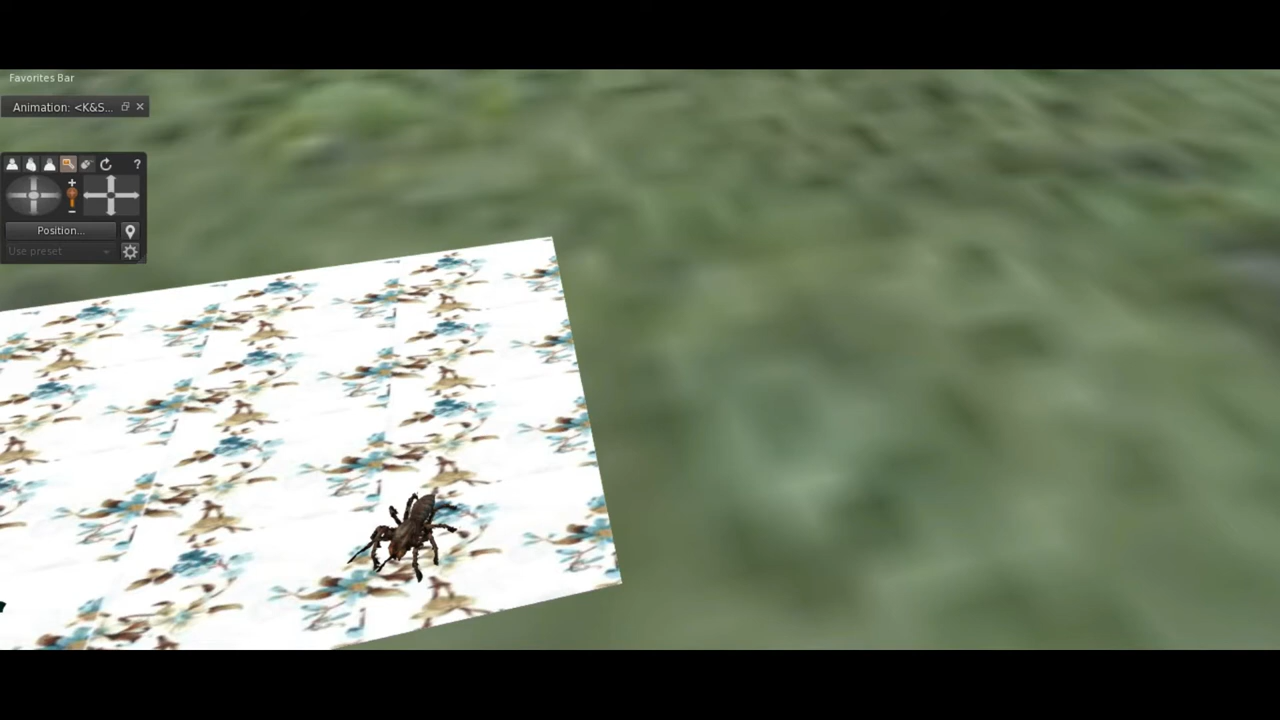 Favorites Bar
Animation: <K&S...
?
+
−
Position...
Use preset